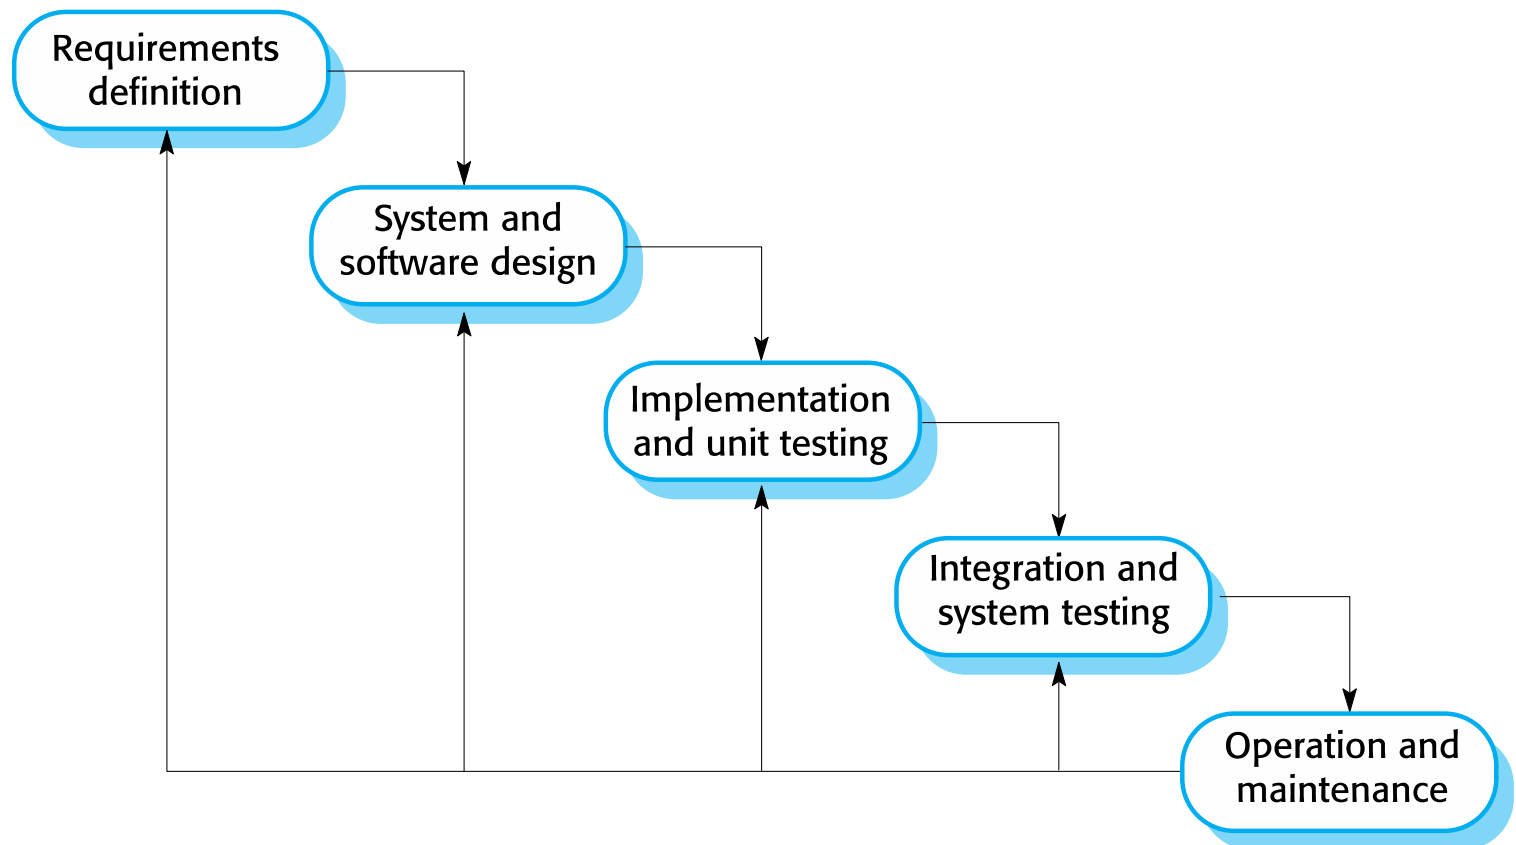 Requirements
definition
System and
software design
Implementation
and unit testing
Integration and
system testing
Operation and
maintenance